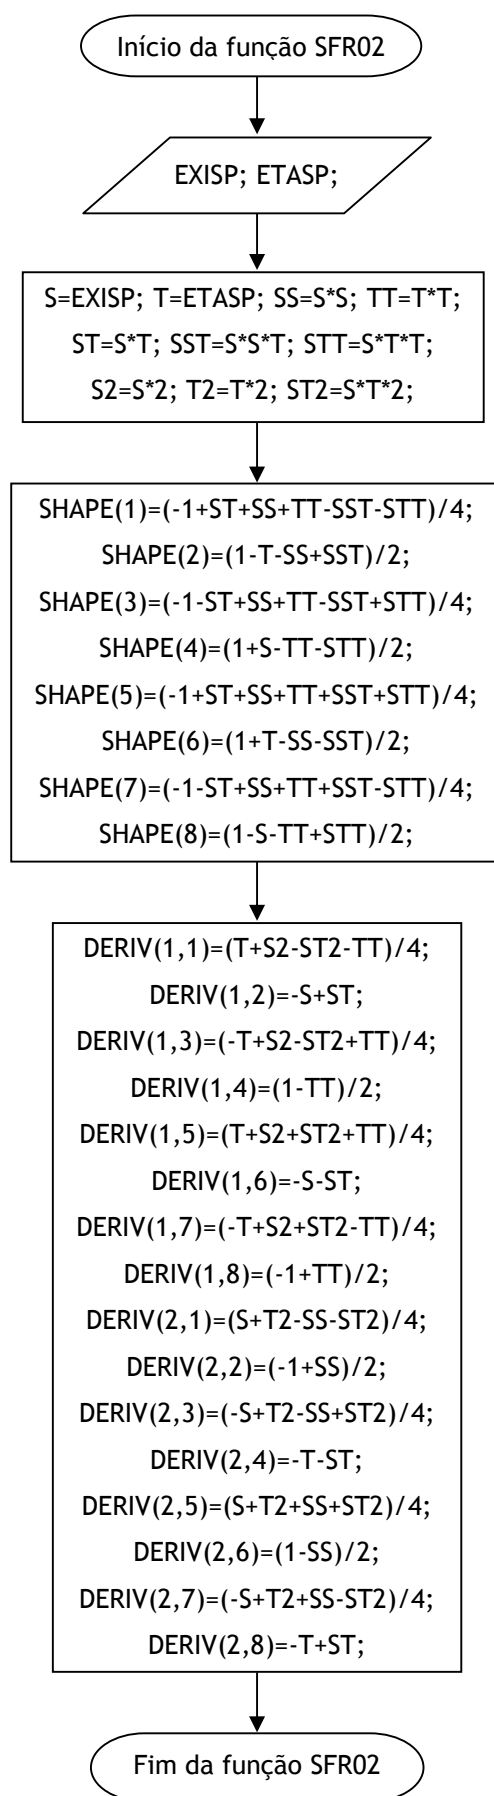 Início da função SFR02
EXISP; ETASP;
S=EXISP; T=ETASP; SS=S*S; TT=T*T;
ST=S*T; SST=S*S*T; STT=S*T*T;
S2=S*2; T2=T*2; ST2=S*T*2;
SHAPE(1)=(-1+ST+SS+TT-SST-STT)/4;
SHAPE(2)=(1-T-SS+SST)/2;
SHAPE(3)=(-1-ST+SS+TT-SST+STT)/4;
SHAPE(4)=(1+S-TT-STT)/2;
SHAPE(5)=(-1+ST+SS+TT+SST+STT)/4;
SHAPE(6)=(1+T-SS-SST)/2;
SHAPE(7)=(-1-ST+SS+TT+SST-STT)/4;
SHAPE(8)=(1-S-TT+STT)/2;
DERIV(1,1)=(T+S2-ST2-TT)/4;
DERIV(1,2)=-S+ST;
DERIV(1,3)=(-T+S2-ST2+TT)/4;
DERIV(1,4)=(1-TT)/2;
DERIV(1,5)=(T+S2+ST2+TT)/4;
DERIV(1,6)=-S-ST;
DERIV(1,7)=(-T+S2+ST2-TT)/4;
DERIV(1,8)=(-1+TT)/2;
DERIV(2,1)=(S+T2-SS-ST2)/4;
DERIV(2,2)=(-1+SS)/2;
DERIV(2,3)=(-S+T2-SS+ST2)/4;
DERIV(2,4)=-T-ST;
DERIV(2,5)=(S+T2+SS+ST2)/4;
DERIV(2,6)=(1-SS)/2;
DERIV(2,7)=(-S+T2+SS-ST2)/4;
DERIV(2,8)=-T+ST;
Fim da função SFR02